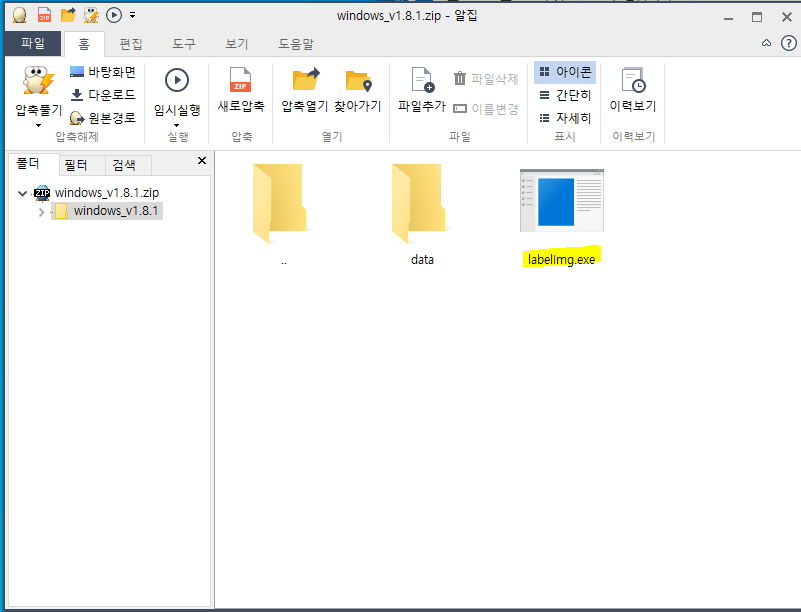 ZIP
windows_v1.8.1.zip - 알집
파일
홈
편집
도구
보기
도움말
압축풀기
바탕화면
다운로드
원본경로
압축해제
임시실행
실행
ZIP
새로압축
압축
압축열기
찾아가기
열기
파일추가
파일삭제
이름변경
파일
아이콘
간단히
자세히
표시
이력보기
이력보기
폴더
필터
검색
ZIP
windows_v1.8.1.zip
windows_v1.8.1
..
data
labelImg.exe